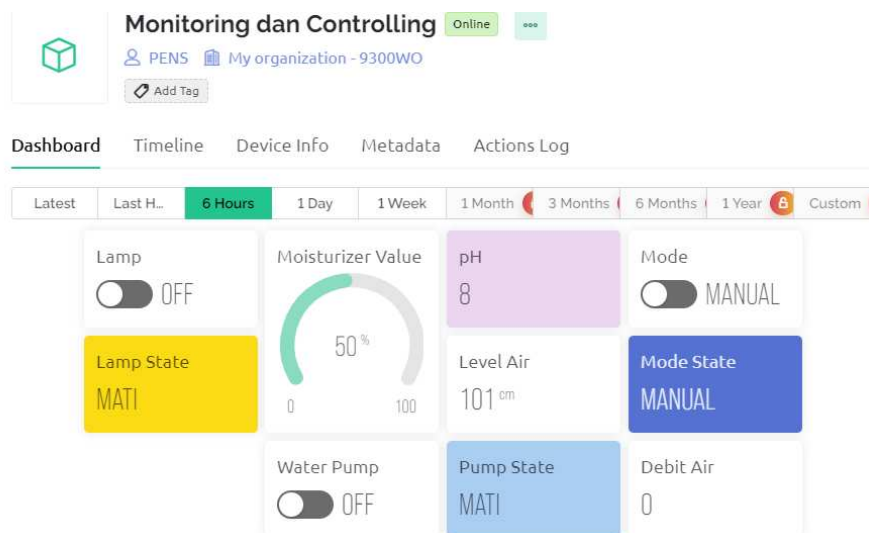 Monitoring dan Controlling Online
PENS My organization - 9300WO
Add Tag
Dashboard Timeline Device Info Metadata Actions Log
Latest Last H... 6 Hours 1 Day 1 Week 1 Month 3 Months 6 Months 1 Year Custom
Lamp
OFF
Moisturizer Value
50 %
0 100
pH
8
Mode
MANUAL
Lamp State
MATI
Level Air
101 cm
Mode State
MANUAL
Water Pump
OFF
Pump State
MATI
Debit Air
0